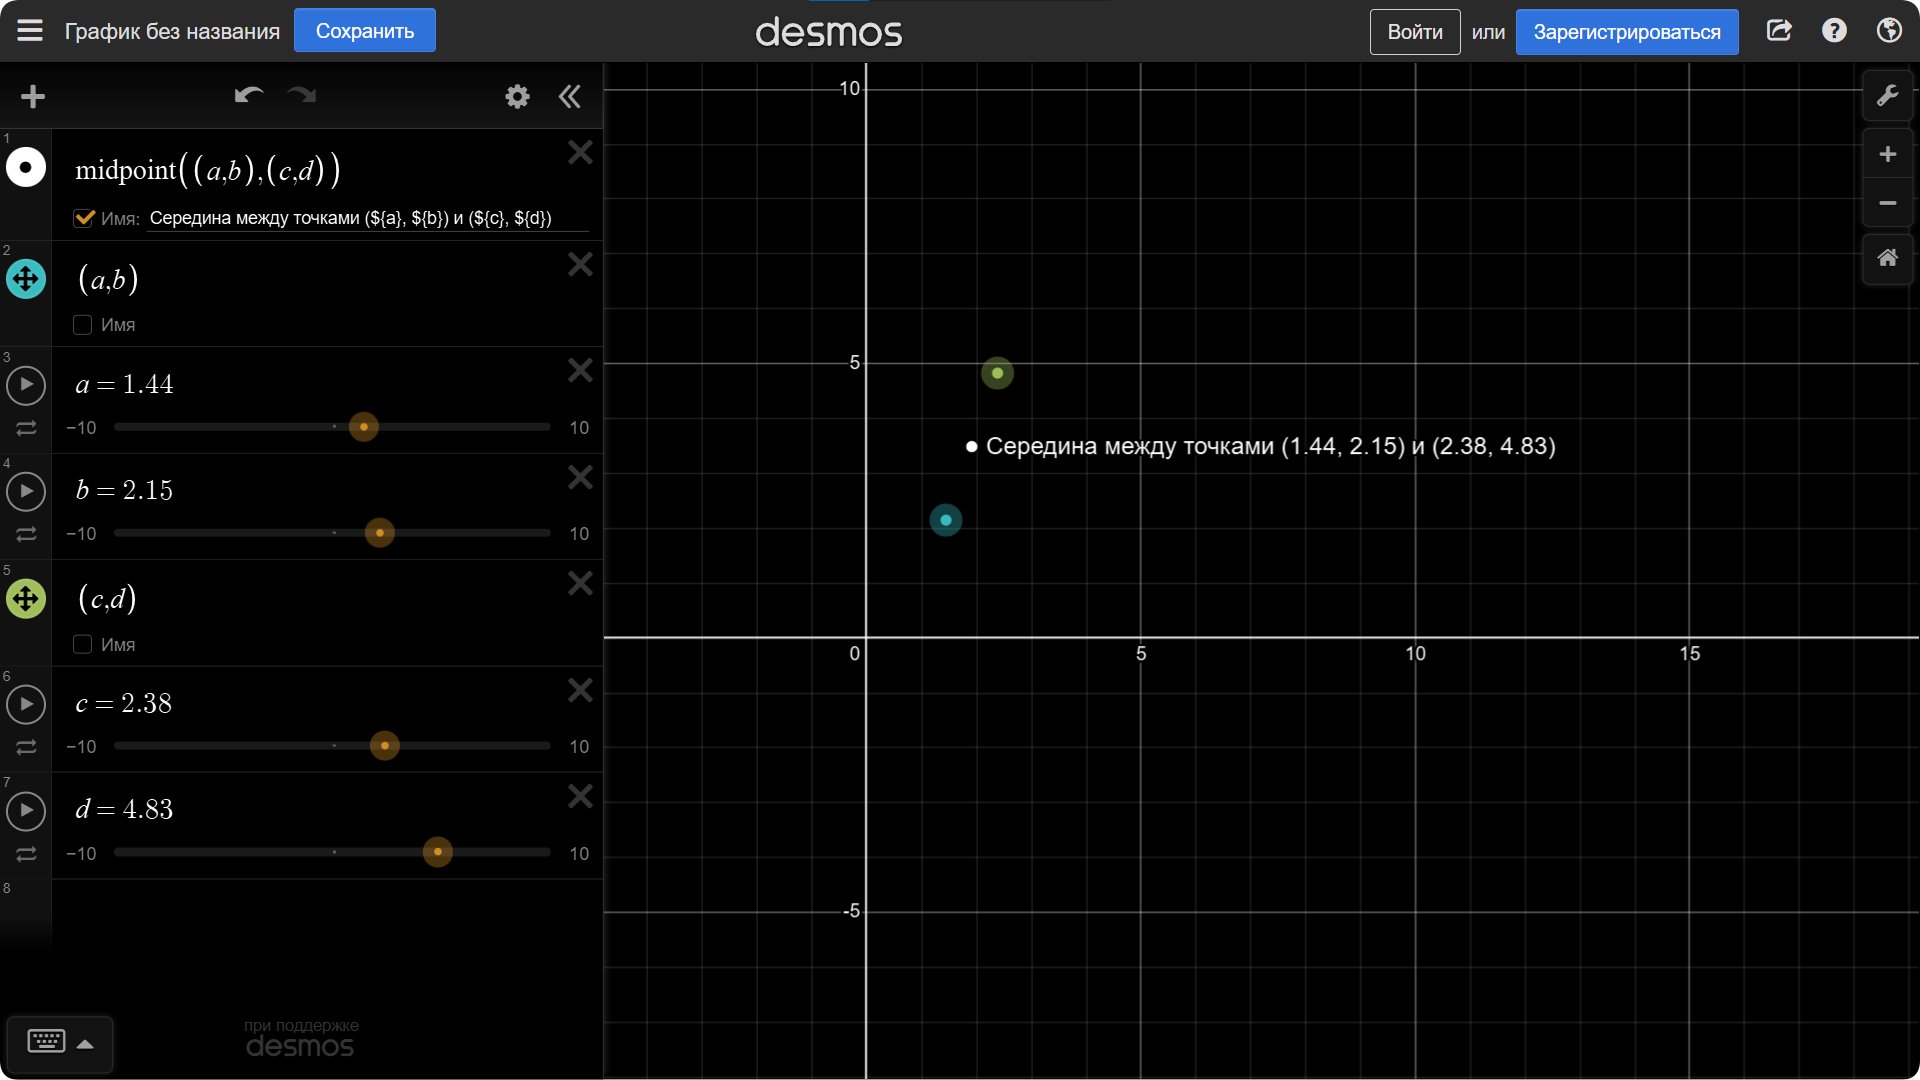 График без названия
Сохранить
desmos
Войти или Зарегистрироваться
1
midpoint((a,b),(c,d))
Имя: Середина между точками (${a}, ${b}) и (${c}, ${d})
2
(a,b)
Имя
3
a = 1.44
−10 10
4
b = 2.15
−10 10
5
(c,d)
Имя
6
c = 2.38
−10 10
7
d = 4.83
−10 10
8
при поддержке
desmos
10
5
Середина между точками (1.44, 2.15) и (2.38, 4.83)
0 5 10 15
-5